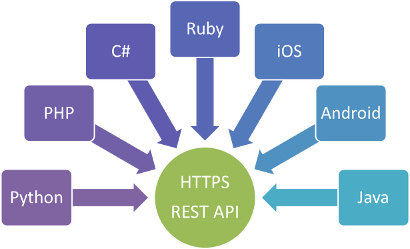 Ruby
C#
iOS
PHP
Android
Python
HTTPS
REST API
Java